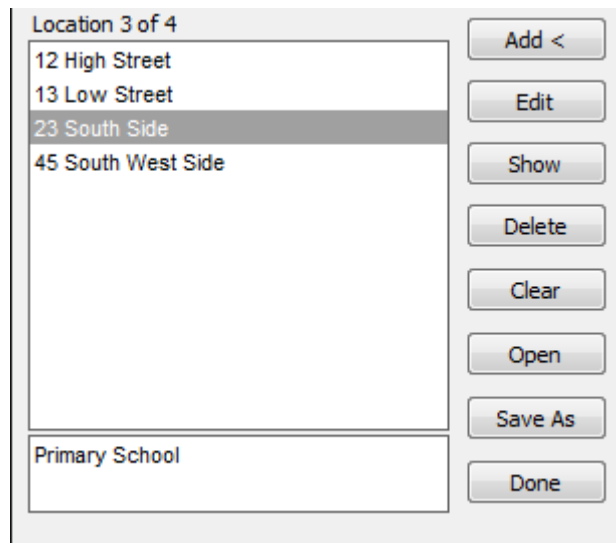 Location 3 of 4
12 High Street
13 Low Street
23 South Side
45 South West Side
Primary School
Add <
Edit
Show
Delete
Clear
Open
Save As
Done